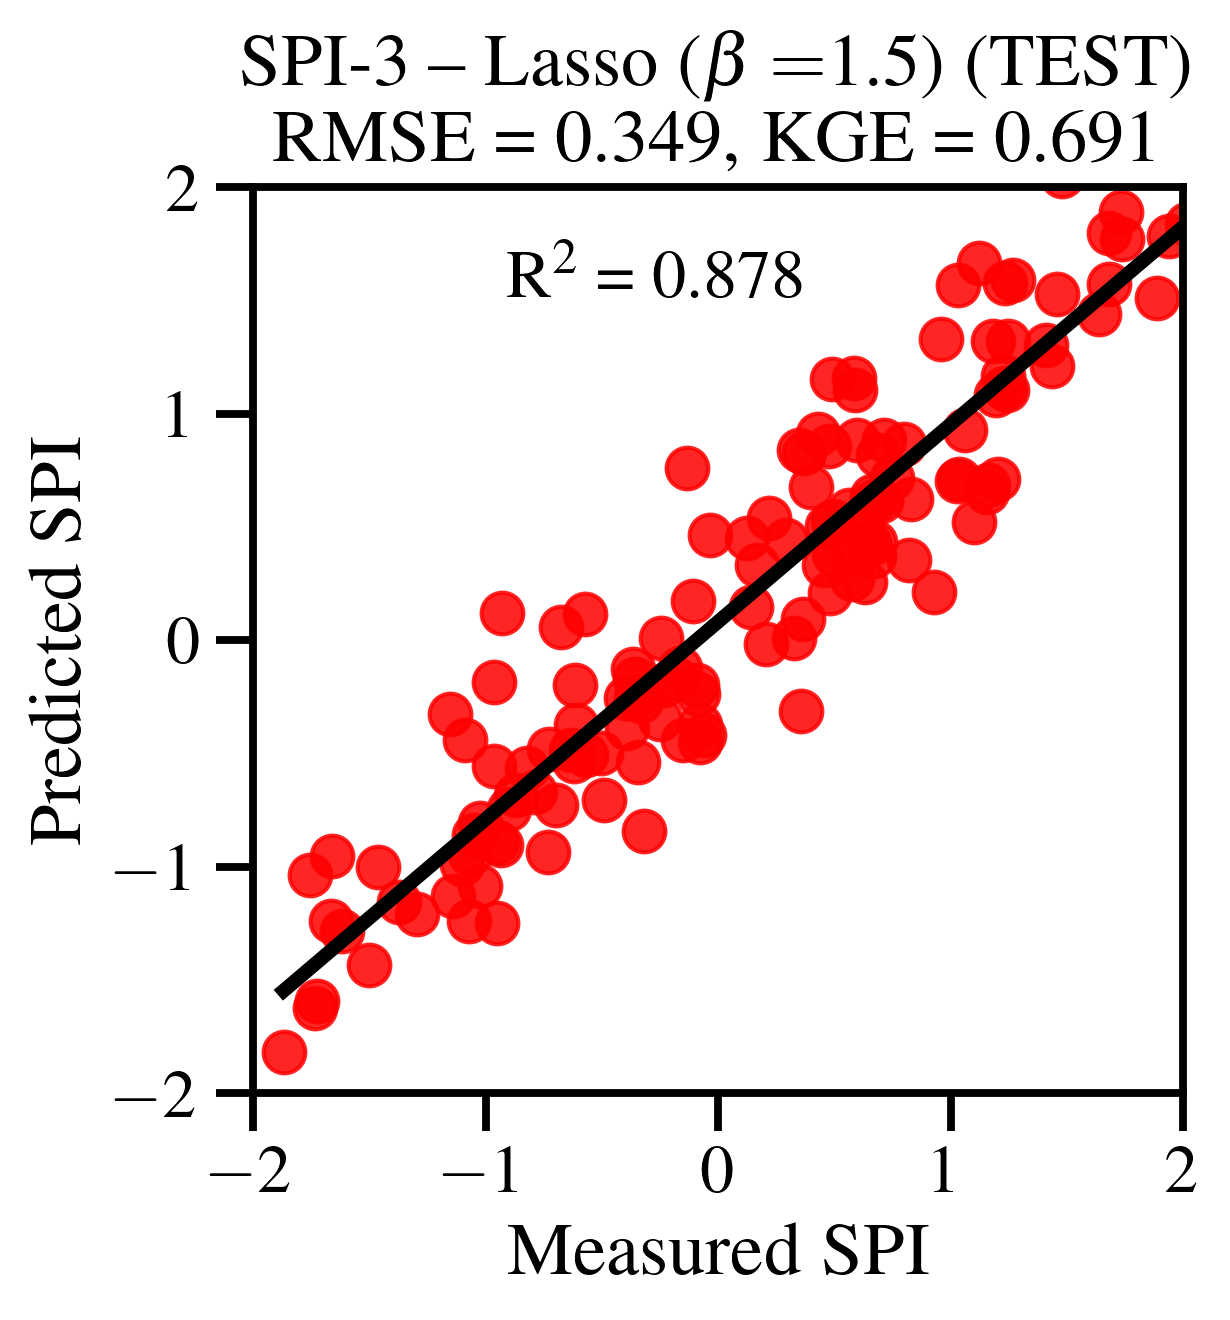 SPI-3 – Lasso (β =1.5) (TEST)
RMSE = 0.349, KGE = 0.691
R² = 0.878
2
1
0
−1
−2
Predicted SPI
−2
−1
0
1
2
Measured SPI